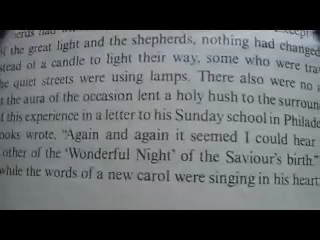 Except
of the great light and the shepherds, nothing had changed
stead of a candle to light their way, some who were trav
he quiet streets were using lamps. There also were no
t the aura of the occasion lent a holy hush to the surroun
f this experience in a letter to his Sunday school in Philade
ooks wrote, "Again and again it seemed I could hear
other of the 'Wonderful Night' of the Saviour's birth."
while the words of a new carol were singing in his heart